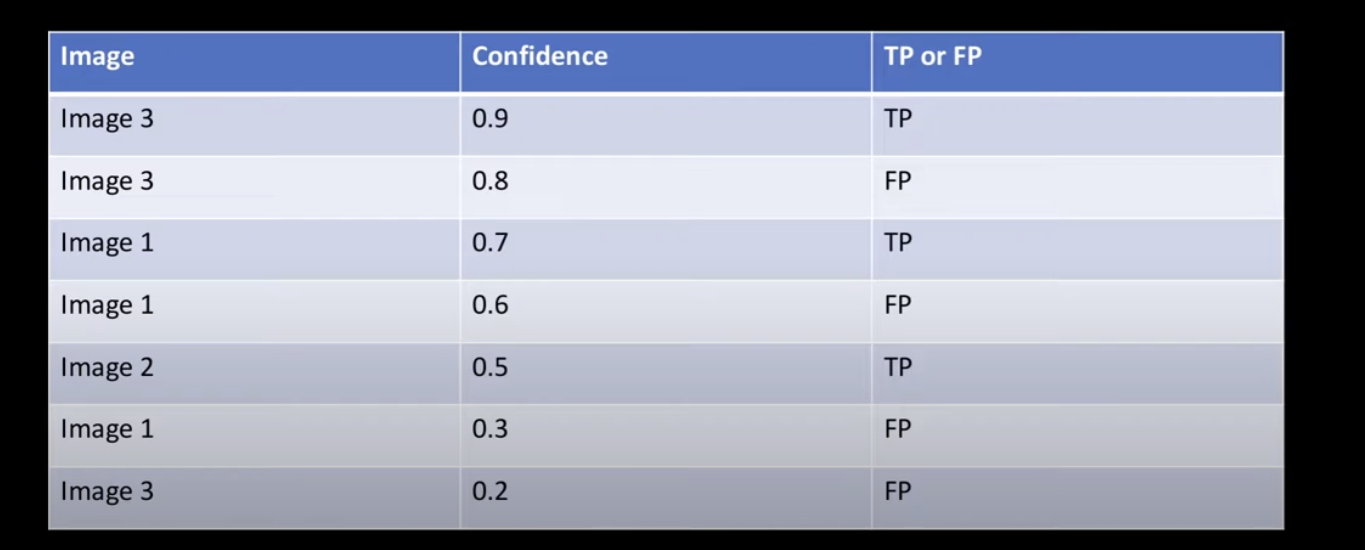 Image Confidence TP or FP
Image 3 0.9 TP
Image 3 0.8 FP
Image 1 0.7 TP
Image 1 0.6 FP
Image 2 0.5 TP
Image 1 0.3 FP
Image 3 0.2 FP